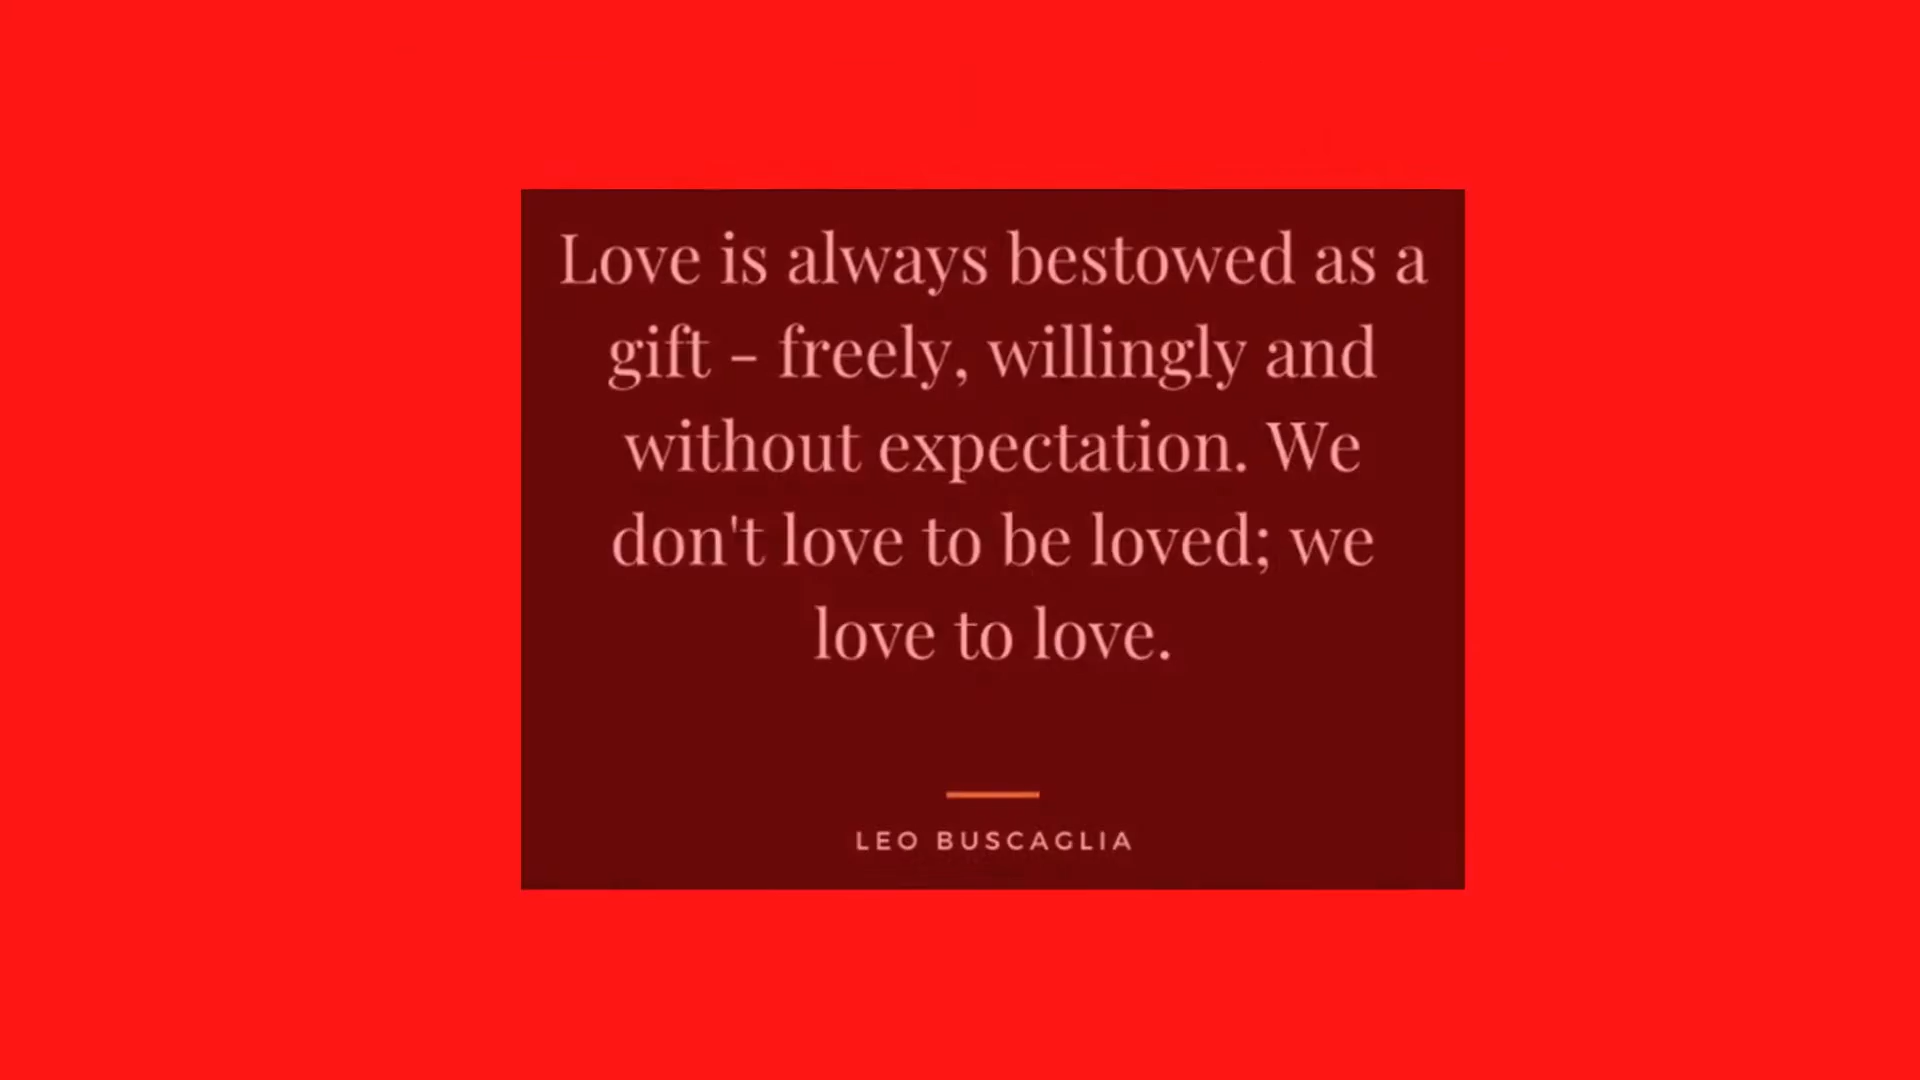 Love is always bestowed as a
gift - freely, willingly and
without expectation. We
don't love to be loved; we
love to love.
LEO BUSCAGLIA